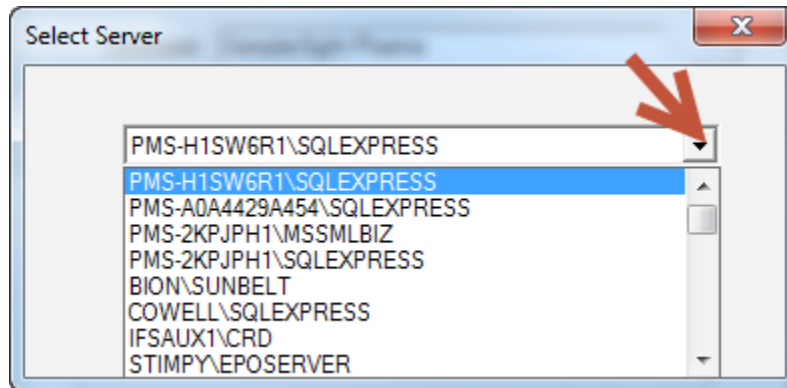 Select Server
PMS-H1SW6R1\SQLEXPRESS
PMS-H1SW6R1\SQLEXPRESS
PMS-A0A4429A454\SQLEXPRESS
PMS-2KPJPH1\MSSMLBIZ
PMS-2KPJPH1\SQLEXPRESS
BION\SUNBELT
COWELL\SQLEXPRESS
IFSAUX1\CRD
STIMPY\EPOSERVER